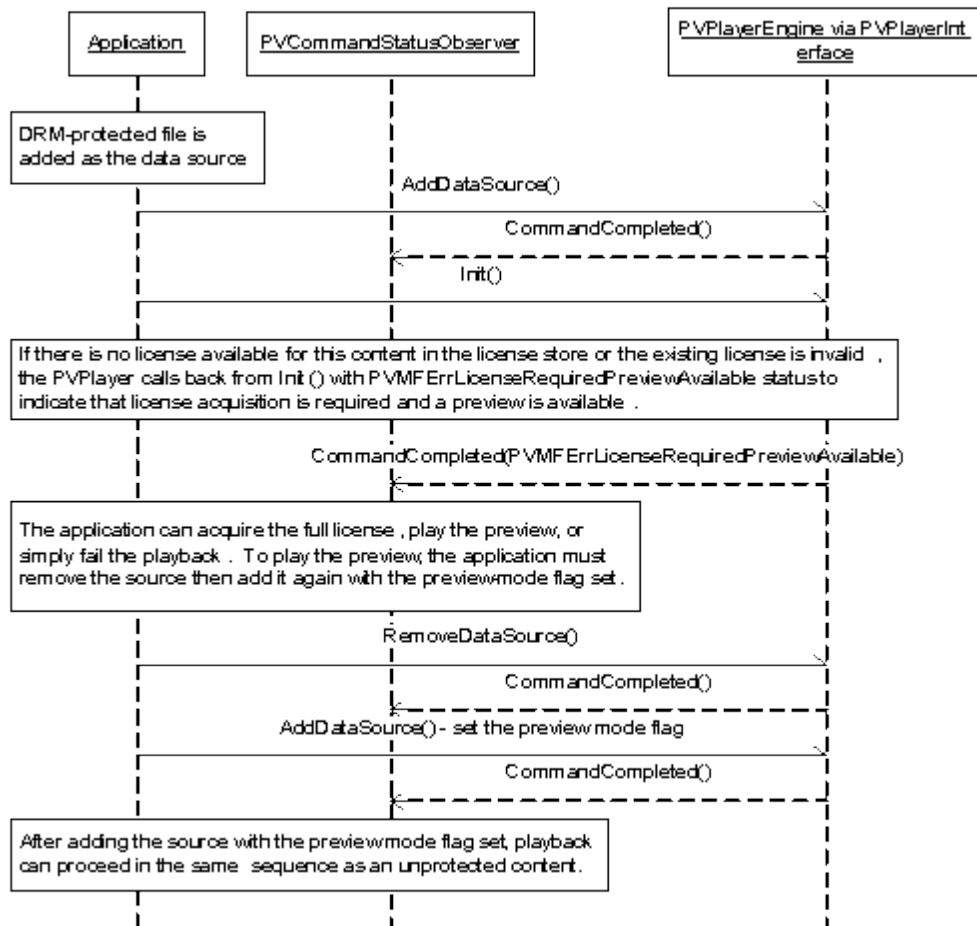 Application
PVCommandStatusObserver
PVPlayerEngine via PVPlayerInt
erface
DRM-protected file is
added as the data source
AddDataSource()
CommandCompleted()
Init()
If there is no license available for this content in the license store or the existing license is invalid ,
the PVPlayer calls back from Init () with PVMFErrLicenseRequiredPreviewAvailable status to
indicate that license acquisition is required and a preview is available .
CommandCompleted(PVMFErrLicenseRequiredPreviewAvailable)
The application can acquire the full license , play the preview, or
simply fail the playback . To play the preview, the application must
remove the source then add it again with the preview mode flag set .
RemoveDataSource()
CommandCompleted()
AddDataSource() - set the preview mode flag
CommandCompleted()
After adding the source with the preview mode flag set, playback
can proceed in the same sequence as an unprotected content.